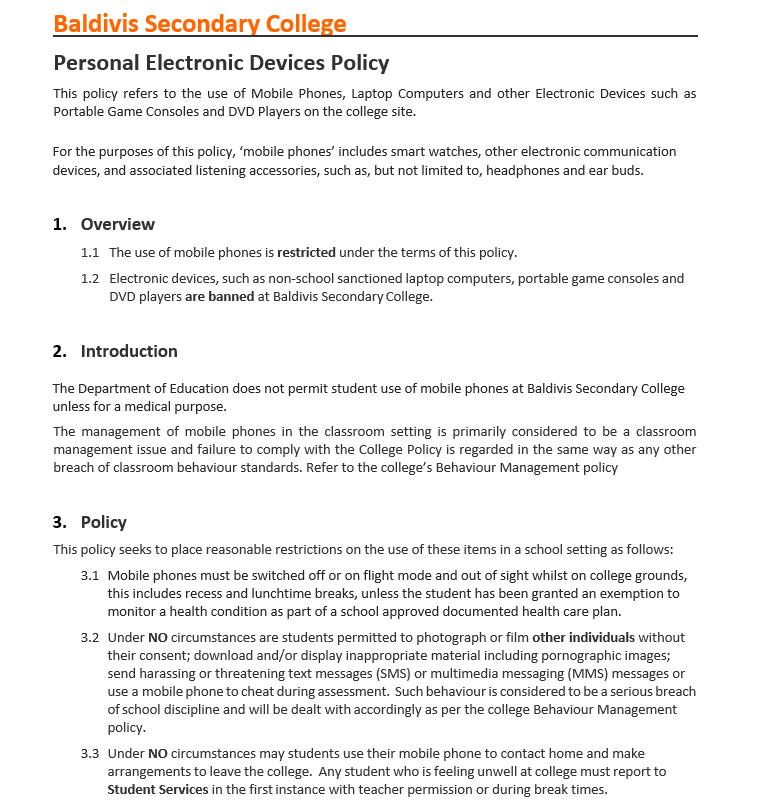 Baldivis Secondary College
Personal Electronic Devices Policy
This policy refers to the use of Mobile Phones, Laptop Computers and other Electronic Devices such as
Portable Game Consoles and DVD Players on the college site.
For the purposes of this policy, ‘mobile phones’ includes smart watches, other electronic communication
devices, and associated listening accessories, such as, but not limited to, headphones and ear buds.
1. Overview
1.1 The use of mobile phones is restricted under the terms of this policy.
1.2 Electronic devices, such as non-school sanctioned laptop computers, portable game consoles and
DVD players are banned at Baldivis Secondary College.
2. Introduction
The Department of Education does not permit student use of mobile phones at Baldivis Secondary College
unless for a medical purpose.
The management of mobile phones in the classroom setting is primarily considered to be a classroom
management issue and failure to comply with the College Policy is regarded in the same way as any other
breach of classroom behaviour standards. Refer to the college’s Behaviour Management policy
3. Policy
This policy seeks to place reasonable restrictions on the use of these items in a school setting as follows:
3.1 Mobile phones must be switched off or on flight mode and out of sight whilst on college grounds,
this includes recess and lunchtime breaks, unless the student has been granted an exemption to
monitor a health condition as part of a school approved documented health care plan.
3.2 Under NO circumstances are students permitted to photograph or film other individuals without
their consent; download and/or display inappropriate material including pornographic images;
send harassing or threatening text messages (SMS) or multimedia messaging (MMS) messages or
use a mobile phone to cheat during assessment. Such behaviour is considered to be a serious breach
of school discipline and will be dealt with accordingly as per the college Behaviour Management
policy.
3.3 Under NO circumstances may students use their mobile phone to contact home and make
arrangements to leave the college. Any student who is feeling unwell at college must report to
Student Services in the first instance with teacher permission or during break times.